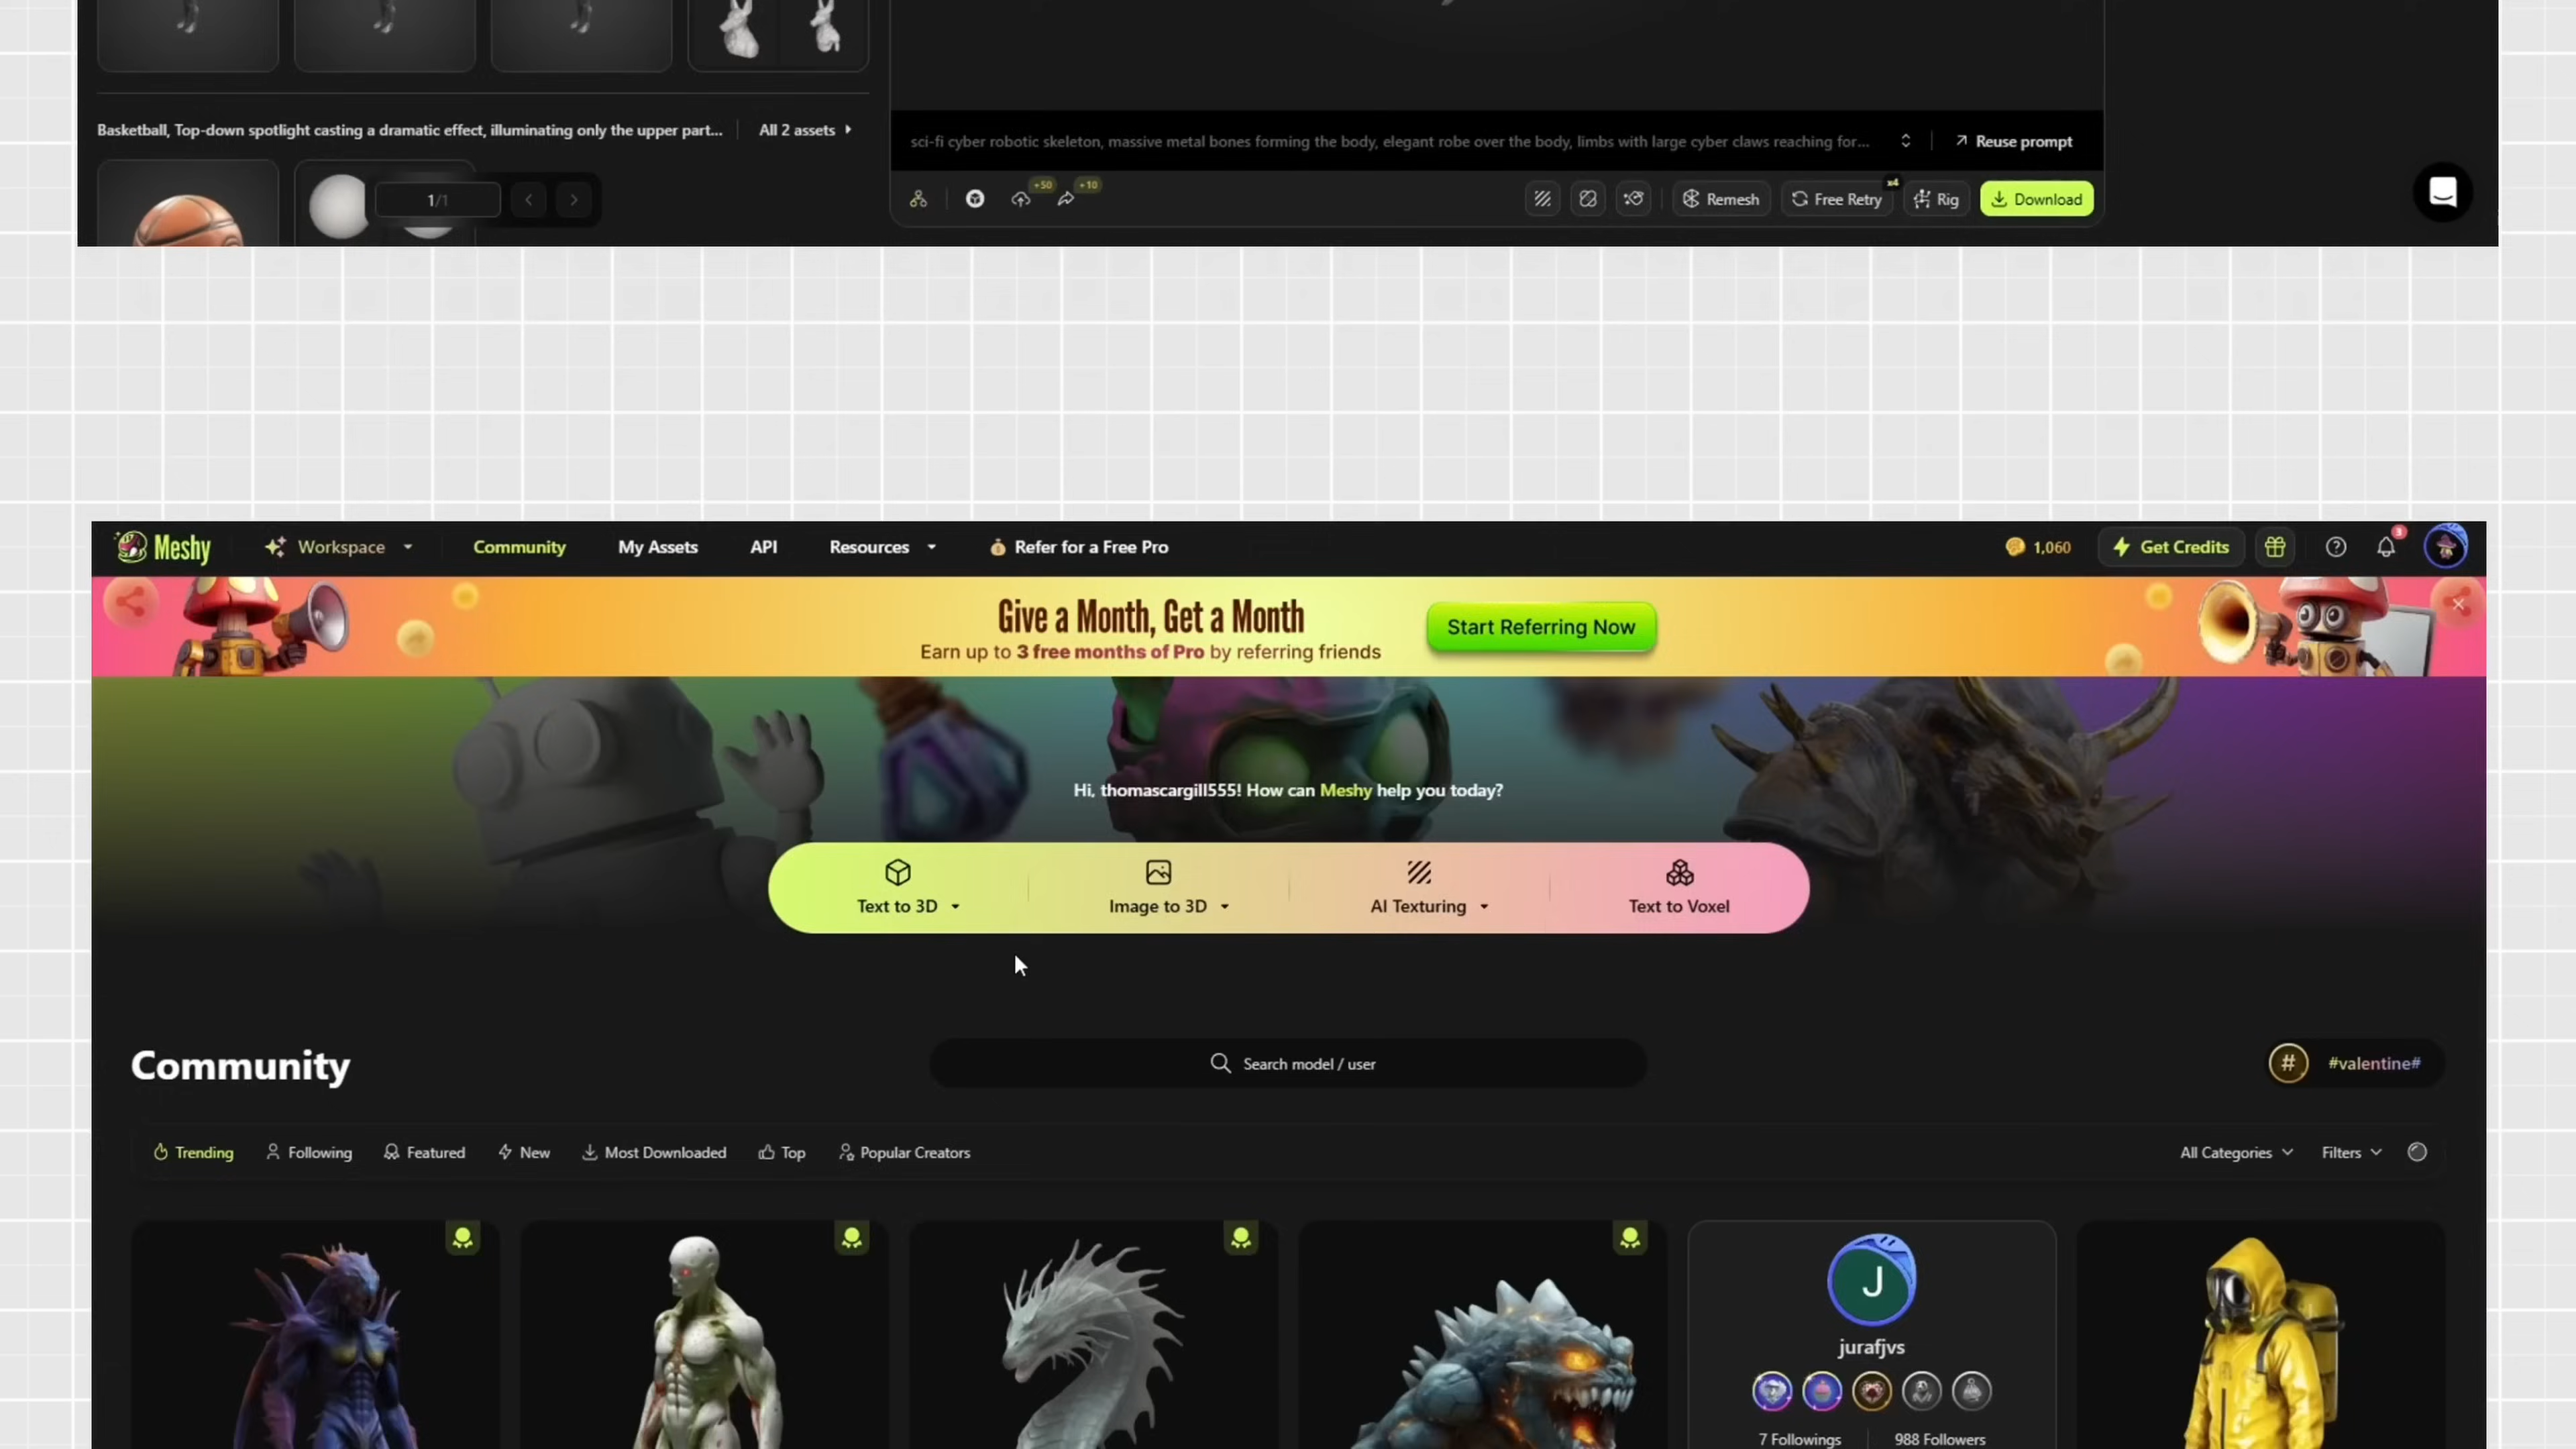 Basketball, Top-down spotlight casting a dramatic effect, illuminating only the upper part... All 2 assets
1/1
sci-fi cyber robotic skeleton, massive metal bones forming the body, elegant robe over the body, limbs with large cyber claws reaching for... Reuse prompt
+50 +10 Remesh Free Retry x4 Rig Download
Meshy Workspace Community My Assets API Resources Refer for a Free Pro 1,060 Get Credits 3
Give a Month, Get a Month
Earn up to 3 free months of Pro by referring friends
Start Referring Now
Hi, thomascargill555! How can Meshy help you today?
Text to 3D Image to 3D AI Texturing Text to Voxel
Community Search model / user # #valentine#
Trending Following Featured New Most Downloaded Top Popular Creators All Categories Filters
J
jurafjvs
7 Followings 988 Followers